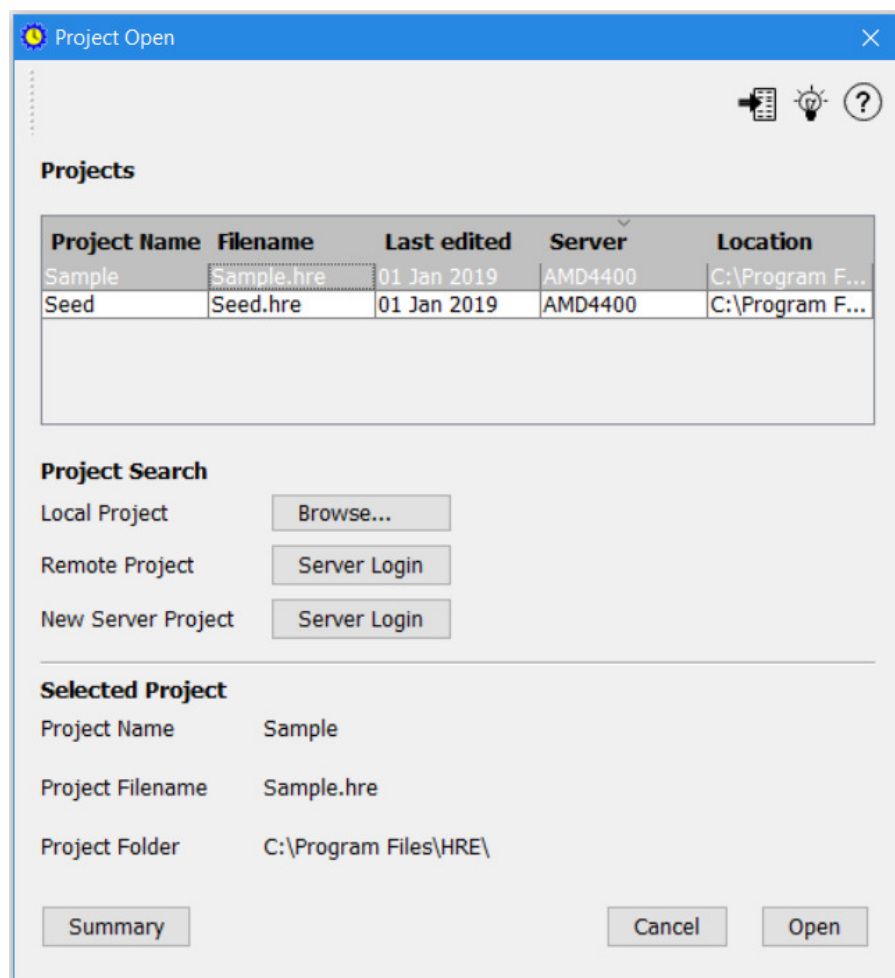 Project Open
?
Projects
Project Name Filename Last edited Server Location
Sample Sample.hre 01 Jan 2019 AMD4400 C:\Program F...
Seed Seed.hre 01 Jan 2019 AMD4400 C:\Program F...
Project Search
Local Project Browse...
Remote Project Server Login
New Server Project Server Login
Selected Project
Project Name Sample
Project Filename Sample.hre
Project Folder C:\Program Files\HRE\
Summary Cancel Open